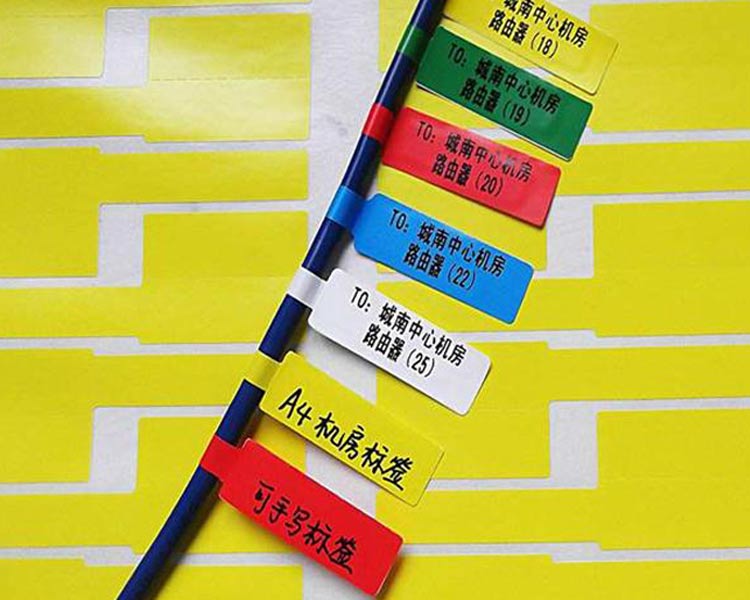 城南中心机房
路由器(18)
TO: 城南中心机房
路由器(19)
TO: 城南中心机房
路由器(20)
TO: 城南中心机房
路由器(22)
TO: 城南中心机房
路由器(25)
A4机房标签
可手写标签